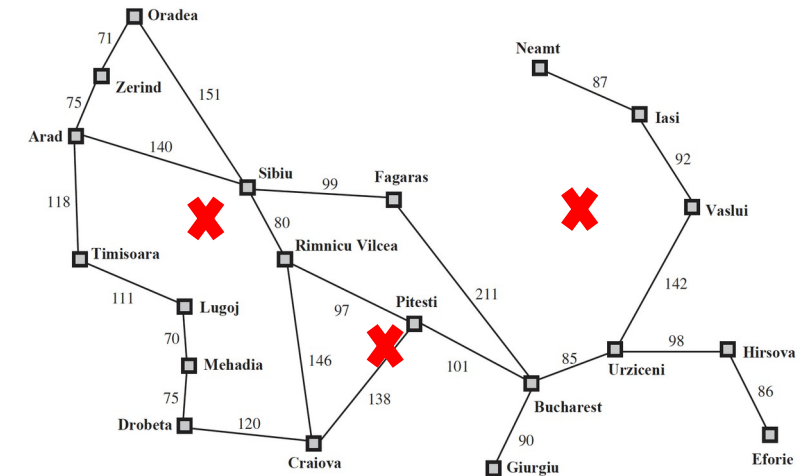 Oradea
71
Neamt
Zerind
87
151
75
Iasi
Arad
140
92
Sibiu
Fagaras
99
118
80
Vaslui
Rimnicu Vilcea
Timisoara
142
211
111
Lugoj
97
Pitesti
70
98
Hirsova
146
85
Mehadia
101
Urziceni
86
75
138
Bucharest
120
Drobeta
90
Craiova
Eforie
Giurgiu